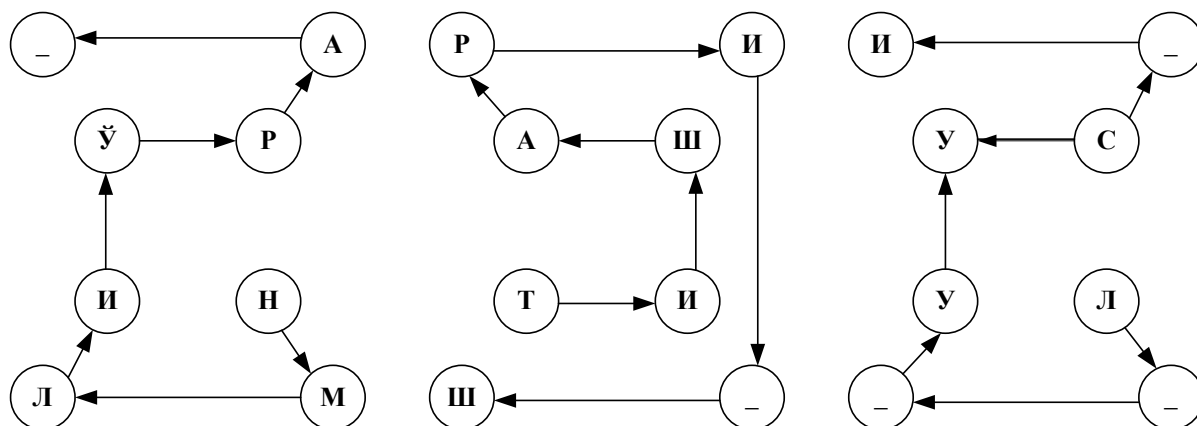 _ А Р И И _
Ў Р А Ш У С
И Н Т И У Л
Л М Ш _ _ _